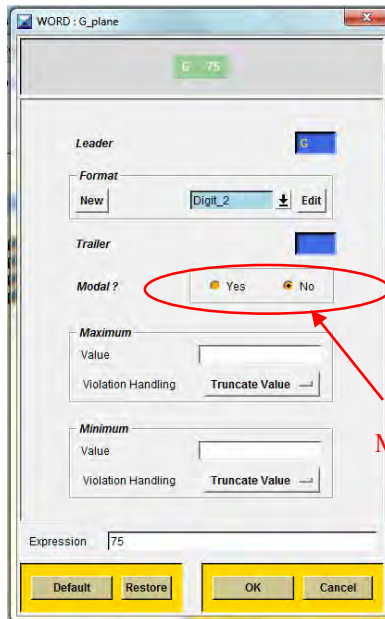 WORD : G_plane
G 75
Leader G
Format
New Digit_2 Edit
Trailer
Modal ? Yes No
Maximum
Value
Violation Handling Truncate Value
M
Minimum
Value
Violation Handling Truncate Value
Expression 75
Default Restore OK Cancel